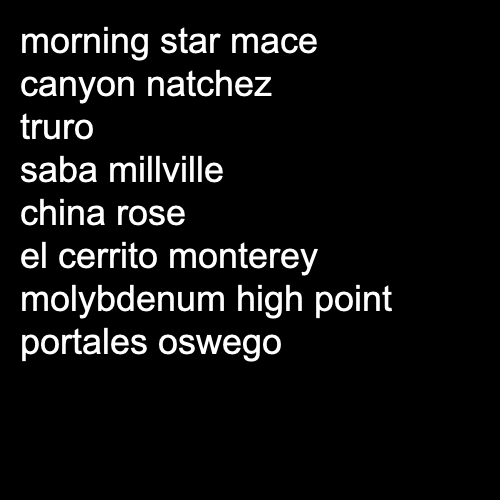 morning star mace
canyon natchez
truro
saba millville
china rose
el cerrito monterey
molybdenum high point
portales oswego